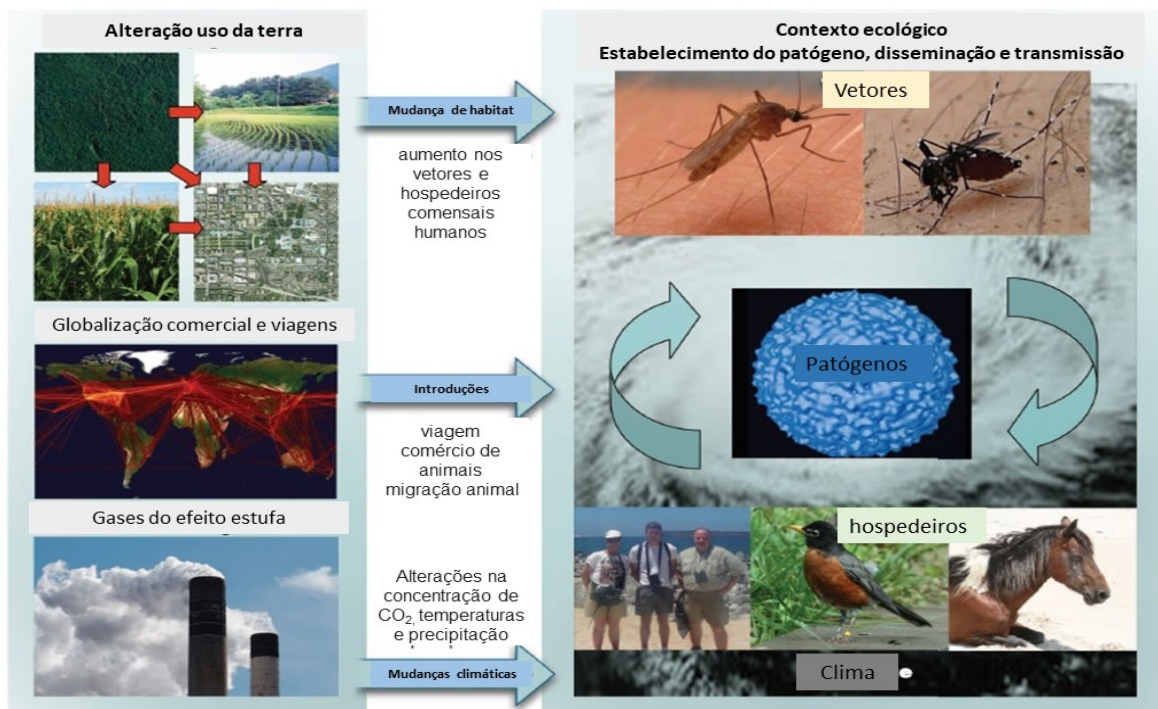 Alteração uso da terra
Mudança de habitat
aumento nos
vetores e
hospedeiros
comensais
humanos
Globalização comercial e viagens
Introduções
viagem
comércio de
animais
migração animal
Gases do efeito estufa
Alterações na
concentração de
CO2, temperaturas
e precipitação
Mudanças climáticas
Contexto ecológico
Estabelecimento do patógeno, disseminação e transmissão
Vetores
Patógenos
hospedeiros
Clima